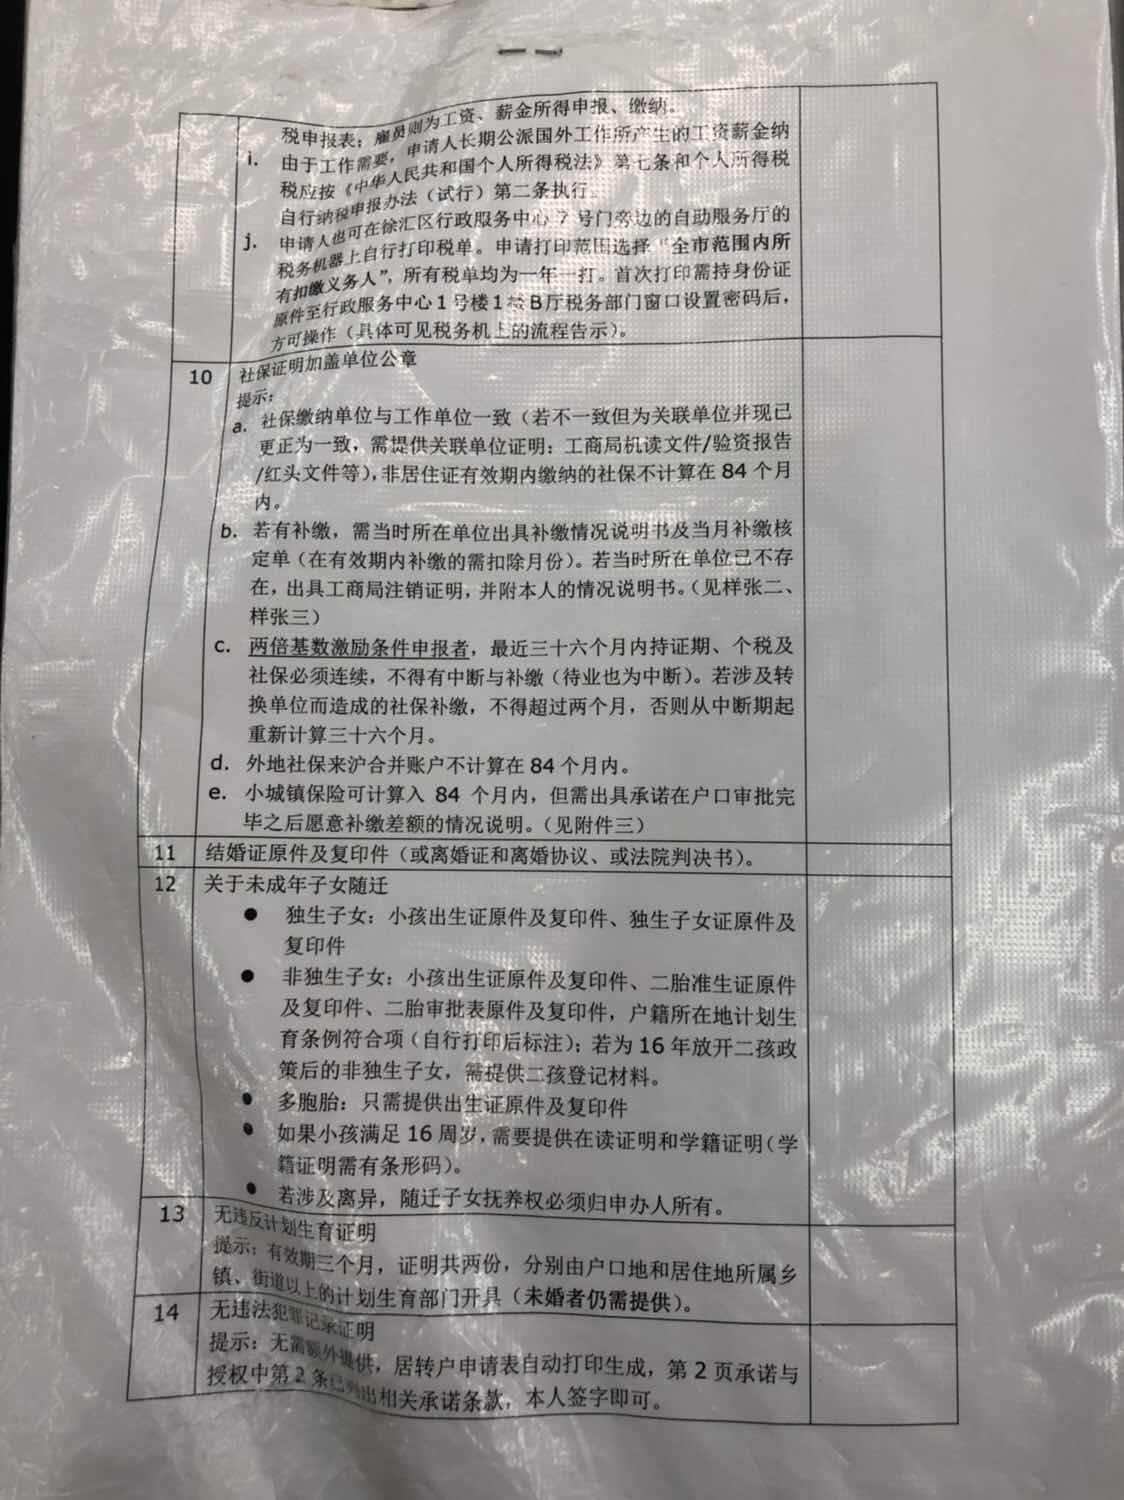 税申报表；雇员则为工资、薪金所得申报、缴纳。
i. 由于工作需要，申请人长期公派国外工作所产生的工资薪金纳
税应按《中华人民共和国个人所得税法》第七条和个人所得税
自行纳税申报办法（试行）第二条执行。
j. 申请人也可在徐汇区行政服务中心 7 号门旁边的自助服务厅的
税务机器上自行打印税单。申请打印范围选择“全市范围内所
有扣缴义务人”，所有税单均为一年一打。首次打印需持身份证
原件至行政服务中心 1 号楼 1 楼 B 厅税务部门窗口设置密码后，
方可操作（具体可见税务机上的流程告示）。
10 社保证明加盖单位公章
提示：
a. 社保缴纳单位与工作单位一致（若不一致但为关联单位并现已
更正为一致，需提供关联单位证明：工商局机读文件/验资报告
/红头文件等），非居住证有效期内缴纳的社保不计算在 84 个月
内。
b. 若有补缴，需当时所在单位出具补缴情况说明书及当月补缴核
定单（在有效期内补缴的需扣除月份）。若当时所在单位已不存
在，出具工商局注销证明，并附本人的情况说明书。（见样张二、
样张三）
c. 两倍基数激励条件申报者，最近三十六个月内持证期、个税及
社保必须连续，不得有中断与补缴（待业也为中断）。若涉及转
换单位而造成的社保补缴，不得超过两个月，否则从中断期起
重新计算三十六个月。
d. 外地社保来沪合并账户不计算在 84 个月内。
e. 小城镇保险可计算入 84 个月内，但需出具承诺在户口审批完
毕之后愿意补缴差额的情况说明。（见附件三）
11 结婚证原件及复印件（或离婚证和离婚协议、或法院判决书）。
12 关于未成年子女随迁
● 独生子女：小孩出生证原件及复印件、独生子女证原件及
复印件
● 非独生子女：小孩出生证原件及复印件、二胎准生证原件
及复印件、二胎审批表原件及复印件，户籍所在地计划生
育条例符合项（自行打印后标注）；若为 16 年放开二孩政
策后的非独生子女，需提供二孩登记材料。
● 多胞胎：只需提供出生证原件及复印件
● 如果小孩满足 16 周岁，需要提供在读证明和学籍证明（学
籍证明需有条形码）。
● 若涉及离异，随迁子女抚养权必须归申办人所有。
13 无违反计划生育证明
提示：有效期三个月，证明共两份，分别由户口地和居住地所属乡
镇、街道以上的计划生育部门开具（未婚者仍需提供）。
14 无违法犯罪记录证明
提示：无需额外提供，居转户申请表自动打印生成，第 2 页承诺与
授权中第 2 条已列出相关承诺条款，本人签字即可。